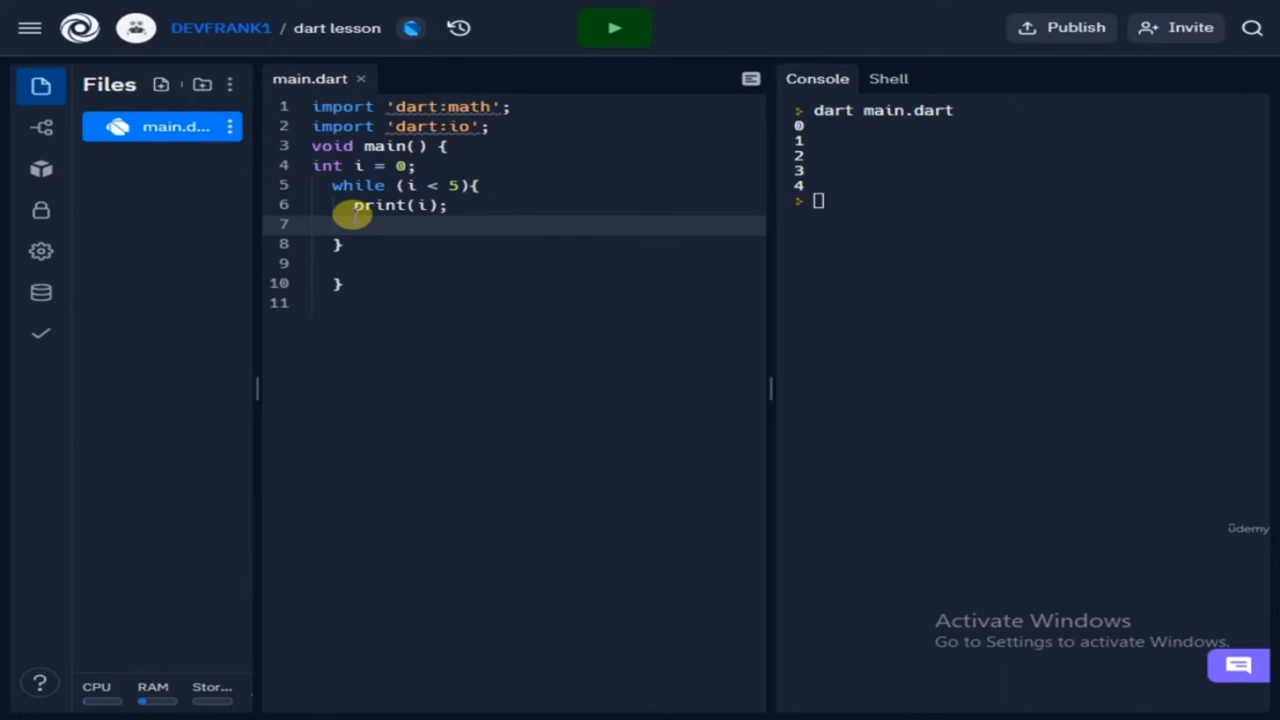 DEVFRANK1 / dart lesson
Publish
Invite
Files
main.d...
main.dart ×
1 import 'dart:math';
2 import 'dart:io';
3 void main() {
4 int i = 0;
5 while (i < 5){
6 print(i);
7
8 }
9
10 }
11
Console
Shell
dart main.dart
0
1
2
3
4
ûdemy
Activate Windows
Go to Settings to activate Windows.
?
CPU RAM Stor...